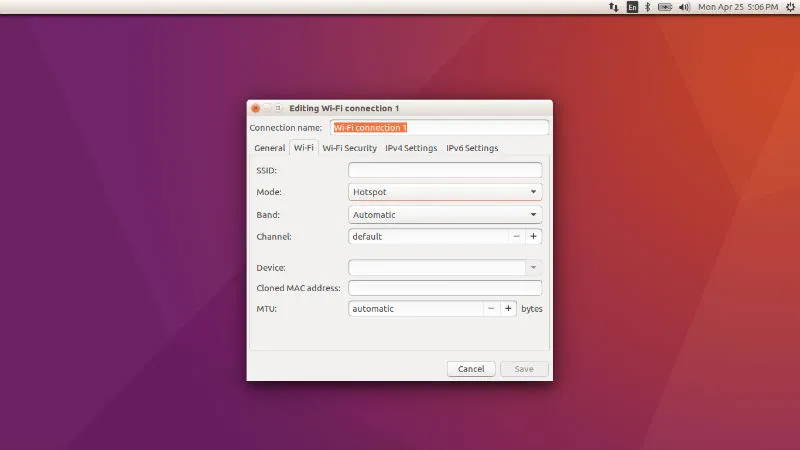 En Mon Apr 25 5:06 PM
Editing Wi-Fi connection 1
Connection name: Wi-Fi connection 1
General Wi-Fi Wi-Fi Security IPv4 Settings IPv6 Settings
SSID:
Mode: Hotspot
Band: Automatic
Channel: default − +
Device:
Cloned MAC address:
MTU: automatic − + bytes
Cancel Save